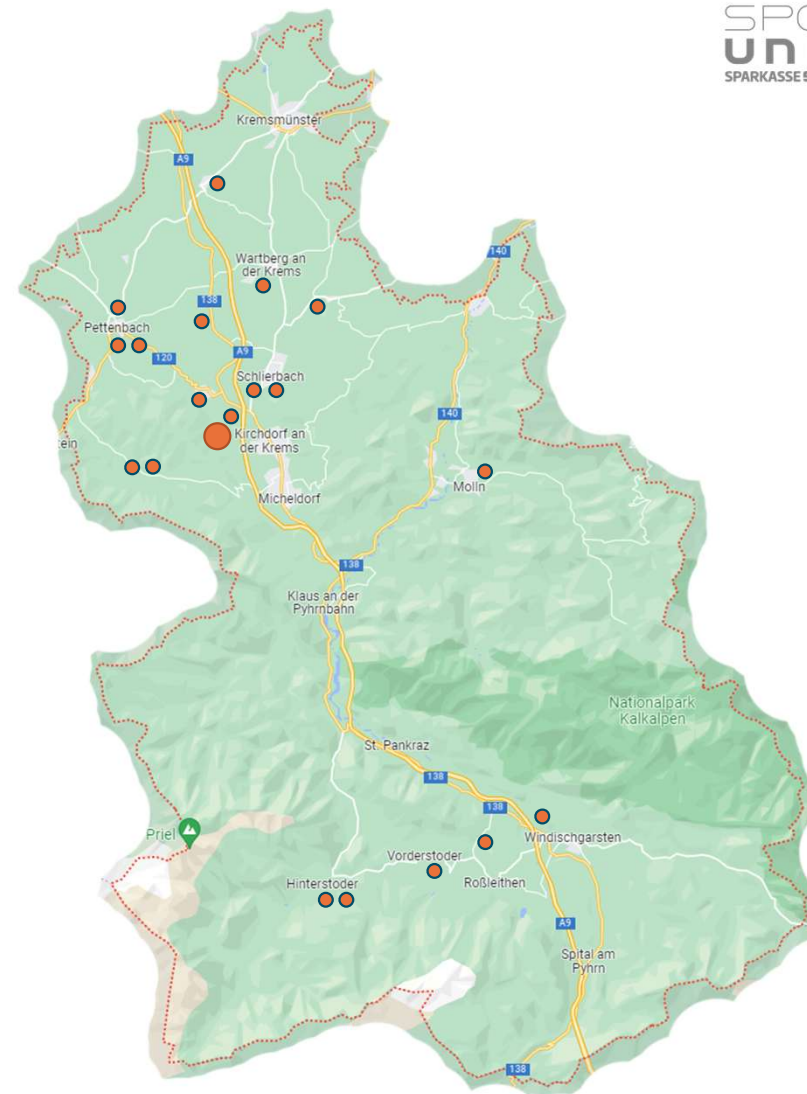 SPO
un
SPARKASSE
Kremsmünster
A9
Wartberg an
der Krems
140
138
Pettenbach
120
A9
Schlierbach
140
Kirchdorf an
der Krems
ein
Micheldorf
Molln
138
Klaus an der
Pyhrnbahn
Nationalpark
Kalkalpen
St. Pankraz
138
138
Priel
Windischgarsten
Vorderstoder
Roßleithen
Hinterstoder
A9
Spital am
Pyhrn
138